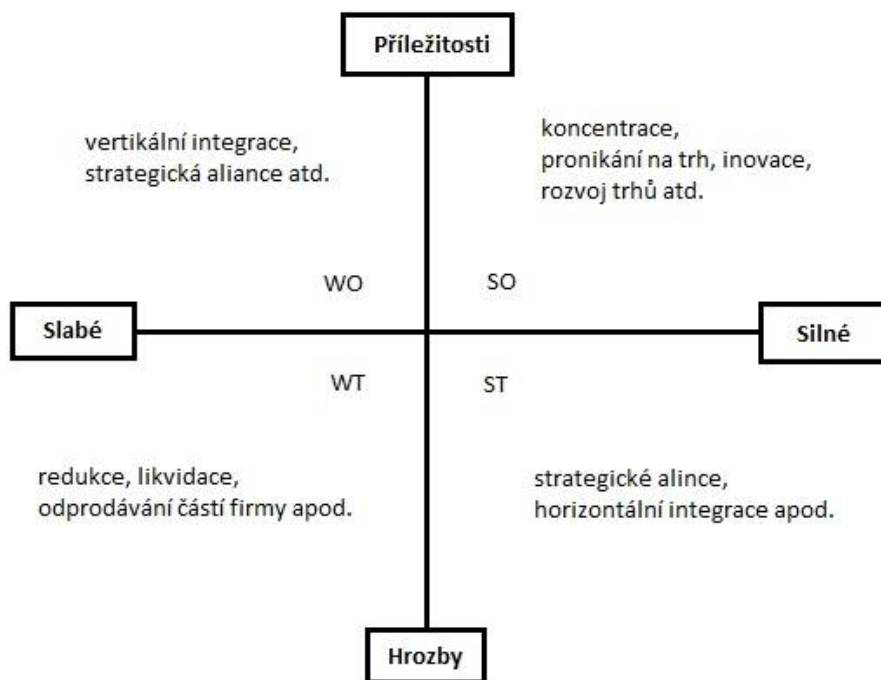 Příležitosti
vertikální integrace,
strategická aliance atd.
koncentrace,
pronikání na trh, inovace,
rozvoj trhů atd.
WO
SO
Slabé
Silné
WT
ST
redukce, likvidace,
odprodávání částí firmy apod.
strategické alince,
horizontální integrace apod.
Hrozby